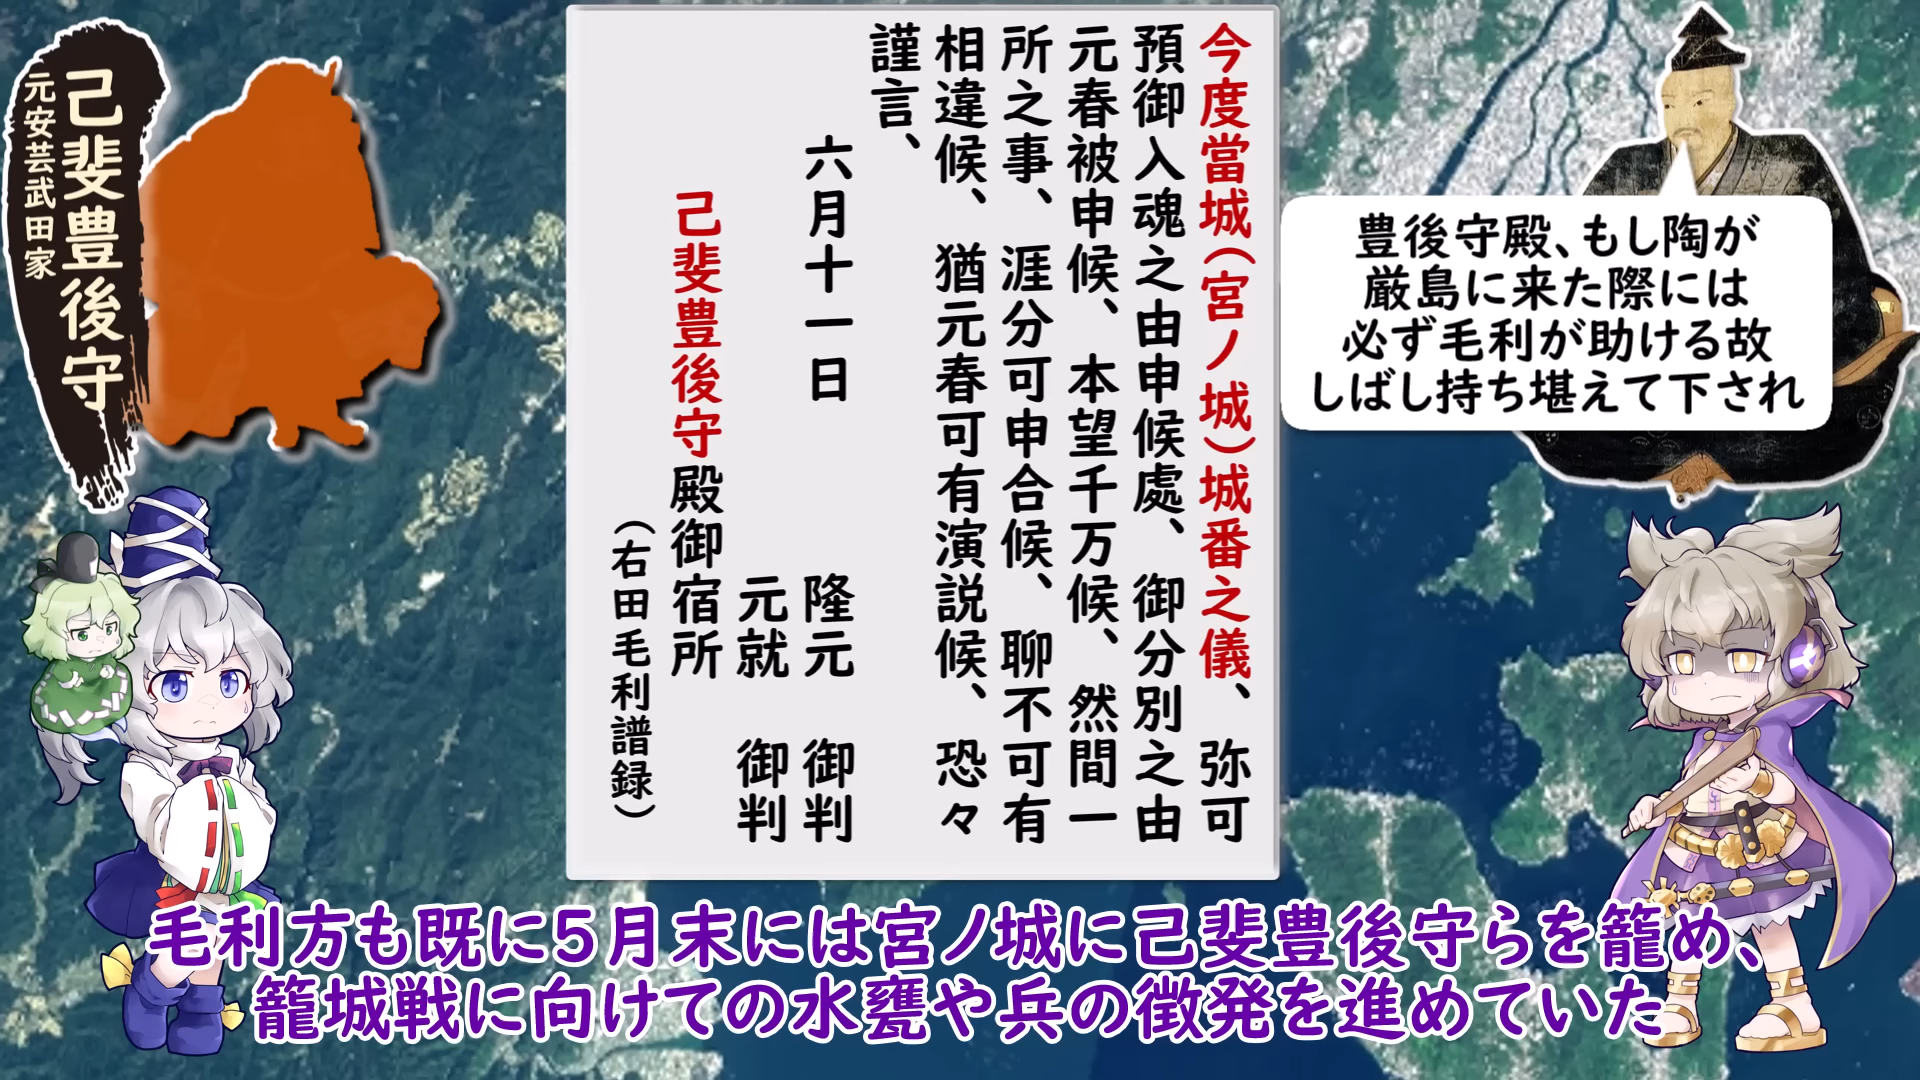 己斐豊後守
元安芸武田家
今度當城(宮ノ城)城番之儀、弥可
預御入魂之由申候處、御分別之由
元春被申候、本望千万候、然間一
所之事、涯分可申合候、聊不可有
相違候、猶元春可有演説候、恐々
謹言、
六月十一日　隆元　御判
元就　御判
己斐豊後守殿御宿所
(右田毛利譜録)
豊後守殿、もし陶が
厳島に来た際には
必ず毛利が助ける故
しばし持ち堪えて下され
毛利方も既に5月末には宮ノ城に己斐豊後守らを籠め、
籠城戦に向けての水甕や兵の徴発を進めていた